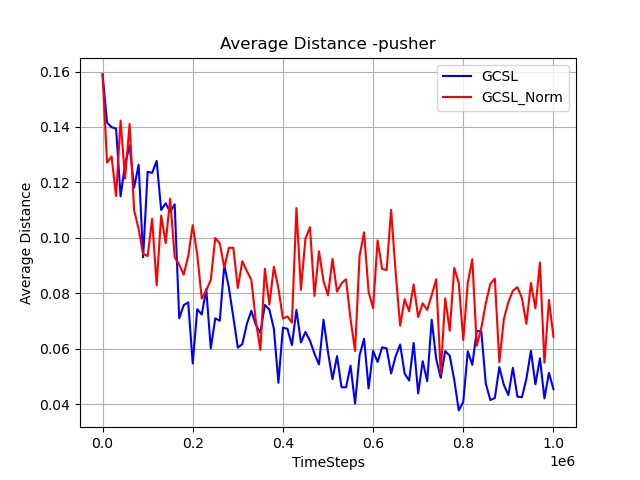 Average Distance -pusher
GCSL
GCSL_Norm
Average Distance
0.16
0.14
0.12
0.10
0.08
0.06
0.04
0.0
0.2
0.4
0.6
0.8
1.0
1e6
TimeSteps